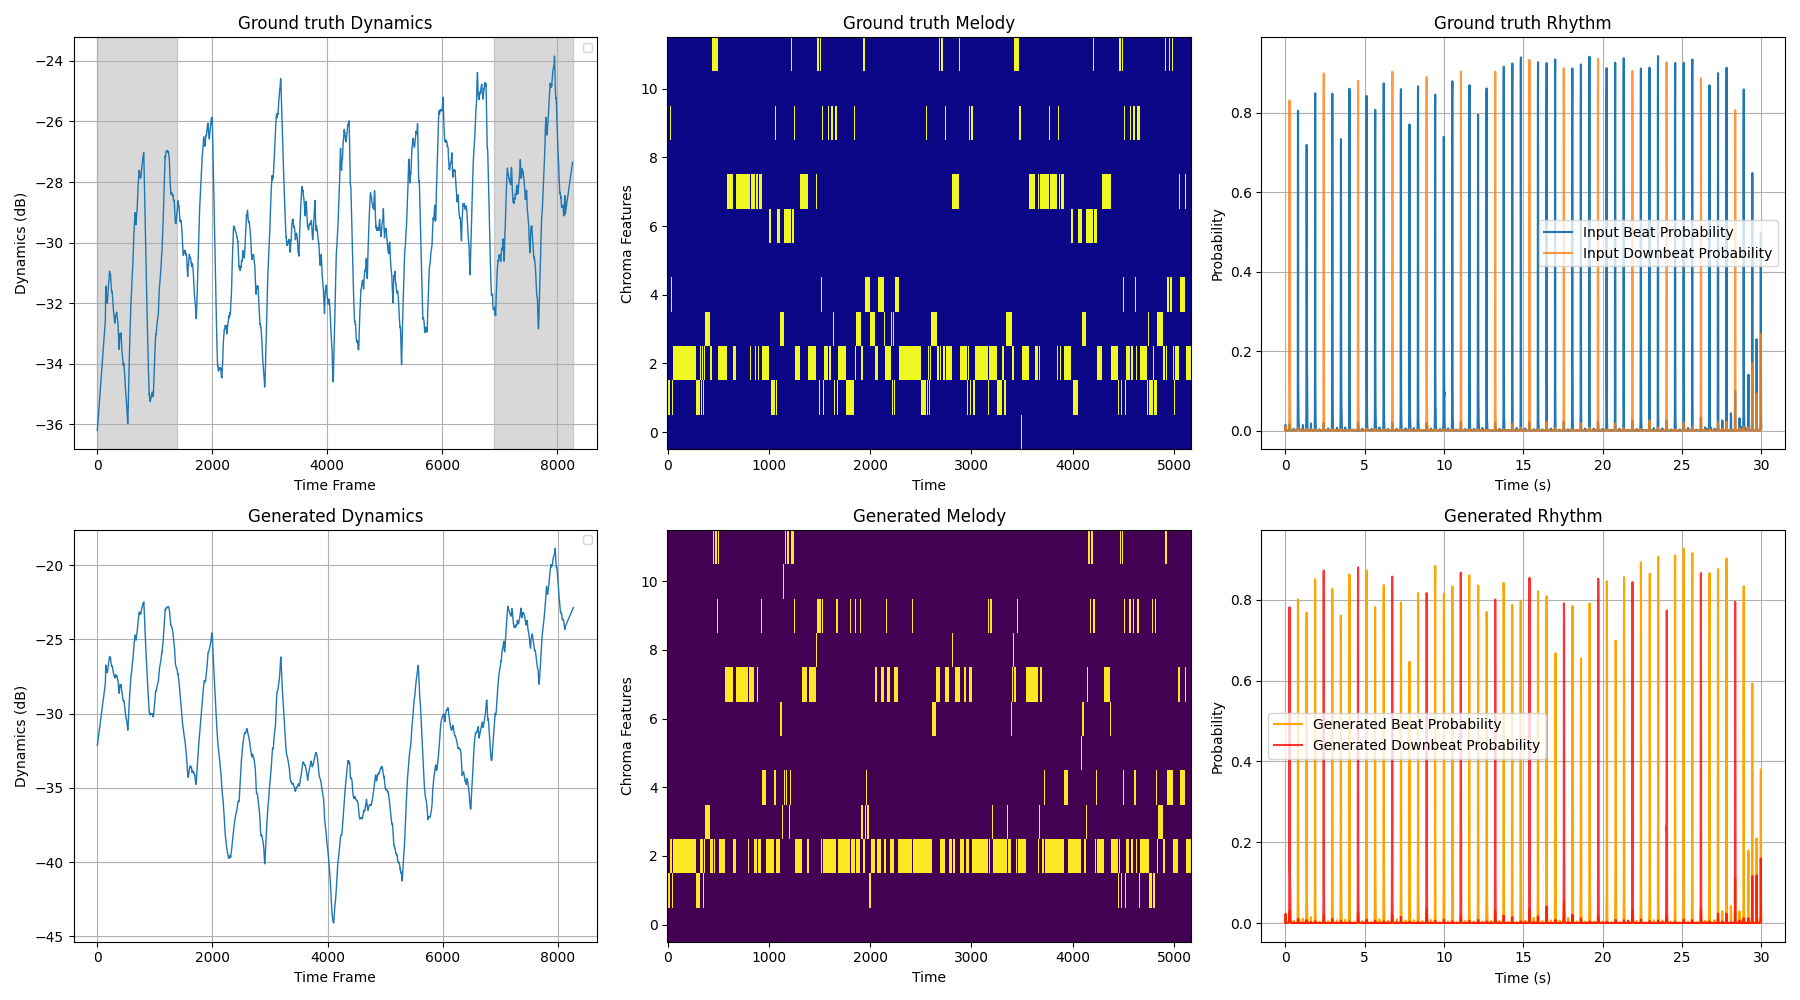 Ground truth Dynamics
Dynamics (dB)
−24
−26
−28
−30
−32
−34
−36
0 2000 4000 6000 8000
Time Frame
Ground truth Melody
Chroma Features
10
8
6
4
2
0
0 1000 2000 3000 4000 5000
Time
Ground truth Rhythm
Probability
0.8
0.6
0.4
0.2
0.0
Input Beat Probability
Input Downbeat Probability
0 5 10 15 20 25 30
Time (s)
Generated Dynamics
Dynamics (dB)
−20
−25
−30
−35
−40
−45
0 2000 4000 6000 8000
Time Frame
Generated Melody
Chroma Features
10
8
6
4
2
0
0 1000 2000 3000 4000 5000
Time
Generated Rhythm
Probability
0.8
0.6
0.4
0.2
0.0
Generated Beat Probability
Generated Downbeat Probability
0 5 10 15 20 25 30
Time (s)